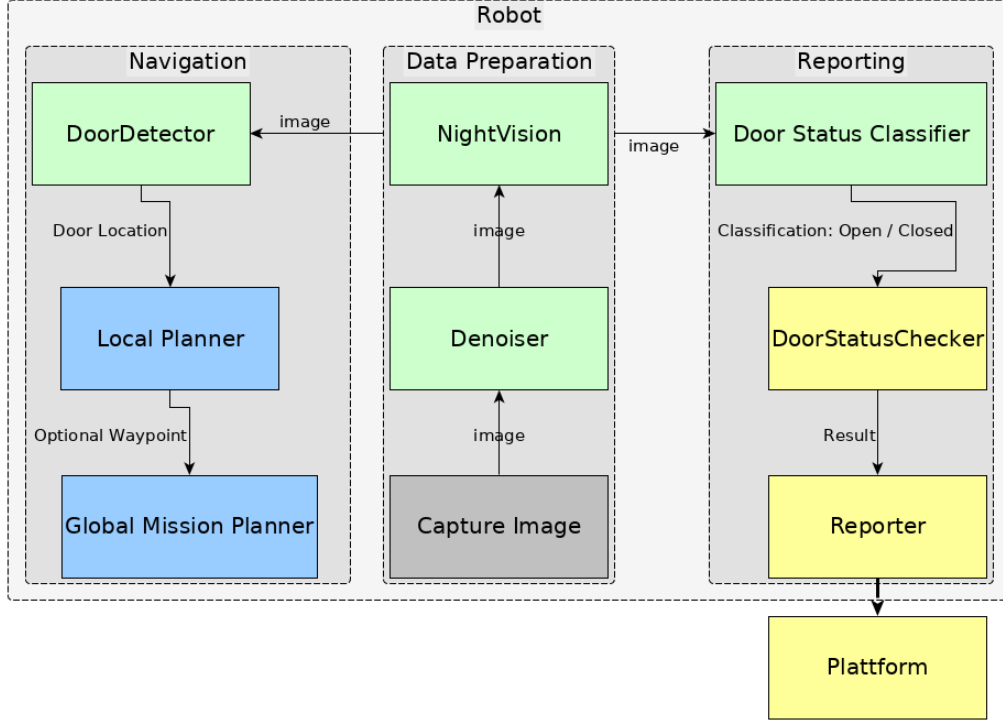 Robot
Navigation
Data Preparation
Reporting
DoorDetector
image
NightVision
image
Door Status Classifier
Door Location
image
Classification: Open / Closed
Local Planner
Denoiser
DoorStatusChecker
Optional Waypoint
image
Result
Global Mission Planner
Capture Image
Reporter
Plattform